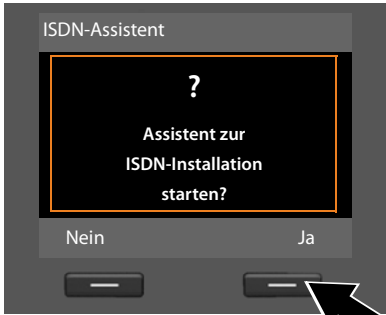 ISDN-Assistent
?
Assistent zur
ISDN-Installation
starten?
Nein Ja